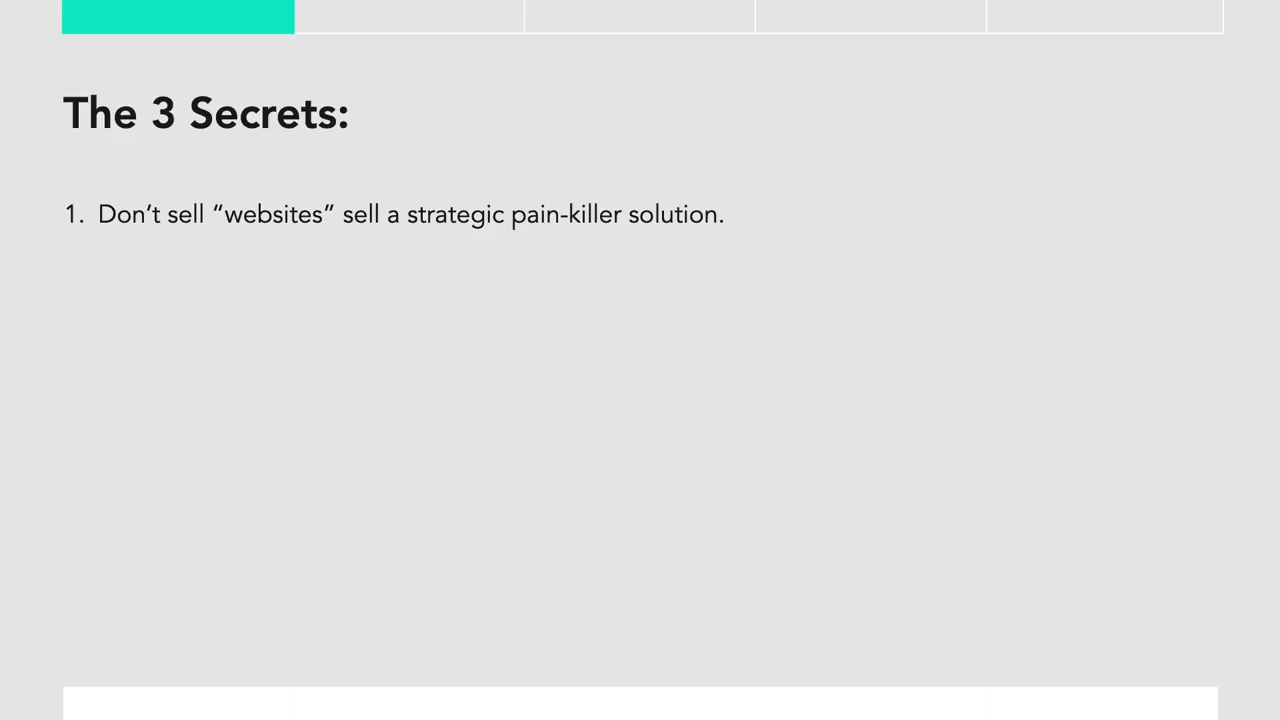 The 3 Secrets:
1. Don’t sell “websites” sell a strategic pain-killer solution.